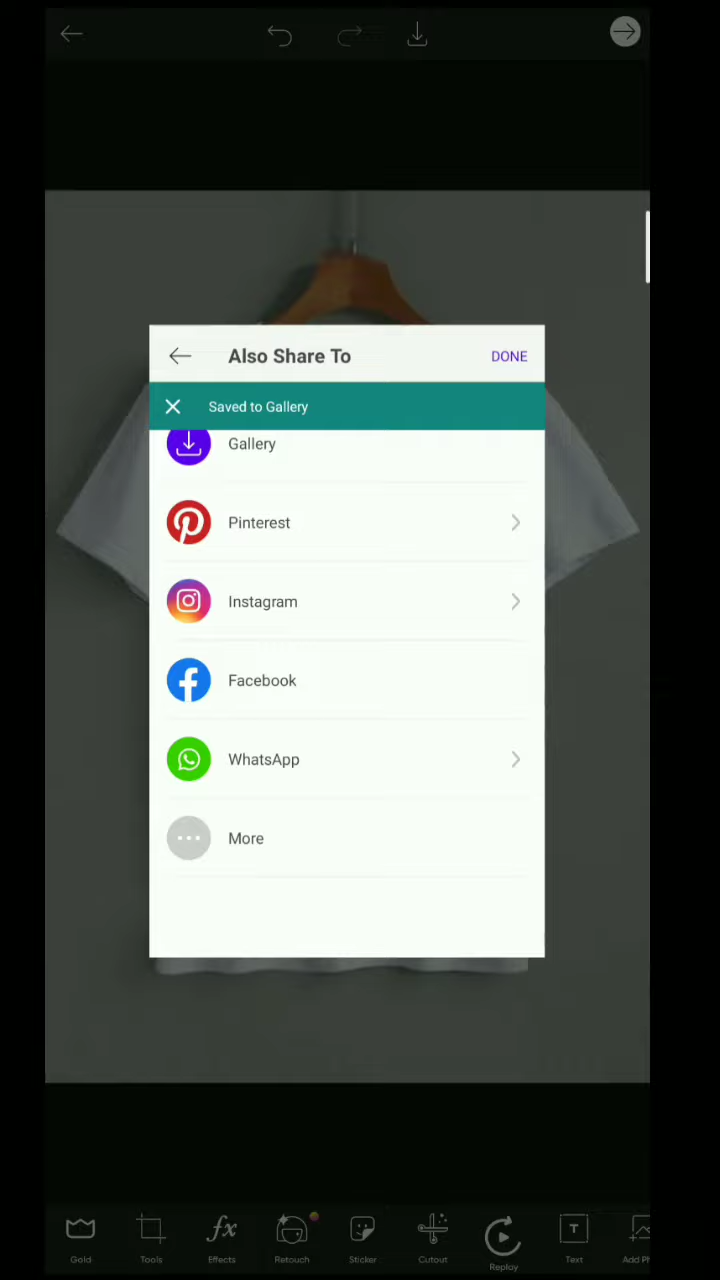 Also Share To
DONE
Saved to Gallery
Gallery
Pinterest
Instagram
Facebook
WhatsApp
More
Gold
Tools
Effects
Retouch
Sticker
Cutout
Replay
Text
Add Ph